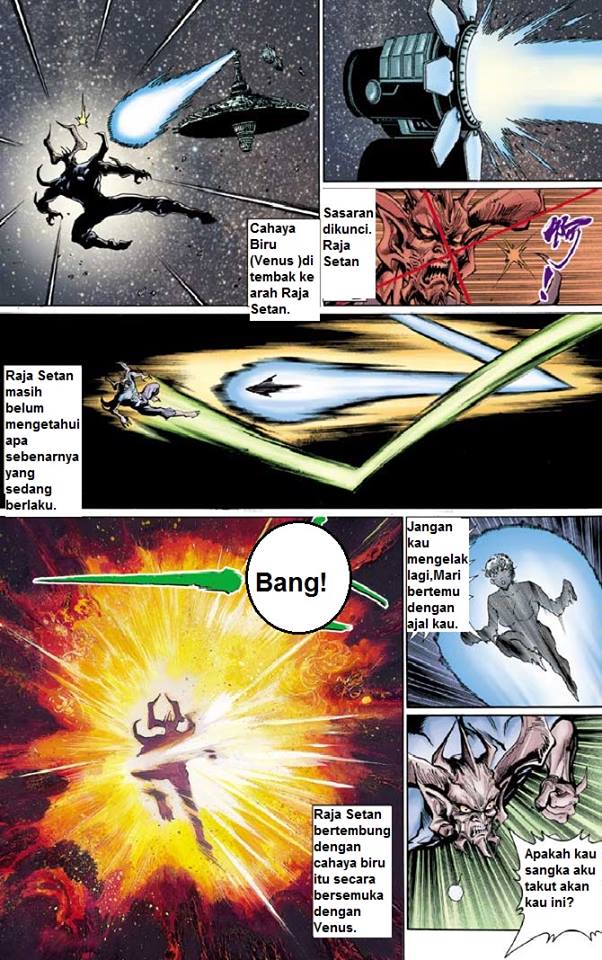 Cahaya
Biru
(Venus )di
tembak ke
arah Raja
Setan.
Sasaran
dikunci.
Raja
Setan
Raja Setan
masih
belum
mengetahui
apa
sebenarnya
yang
sedang
berlaku.
Bang!
Jangan
kau
mengelak
lagi,Mari
bertemu
dengan
ajal kau.
Raja Setan
bertembung
dengan
cahaya biru
itu secara
bersemuka
dengan
Venus.
Apakah kau
sangka aku
takut akan
kau ini?